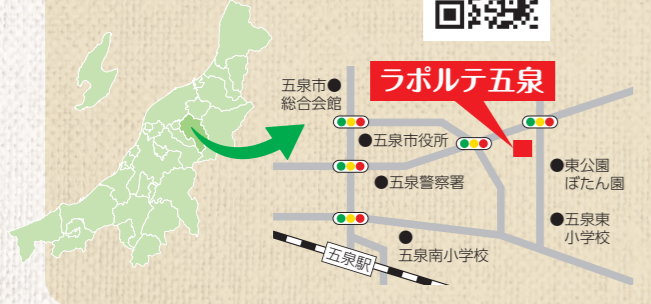 五泉市
総合会館
ラポルテ五泉
五泉市役所
五泉警察署
東公園
ぼたん園
五泉東
小学校
五泉南小学校
五泉駅